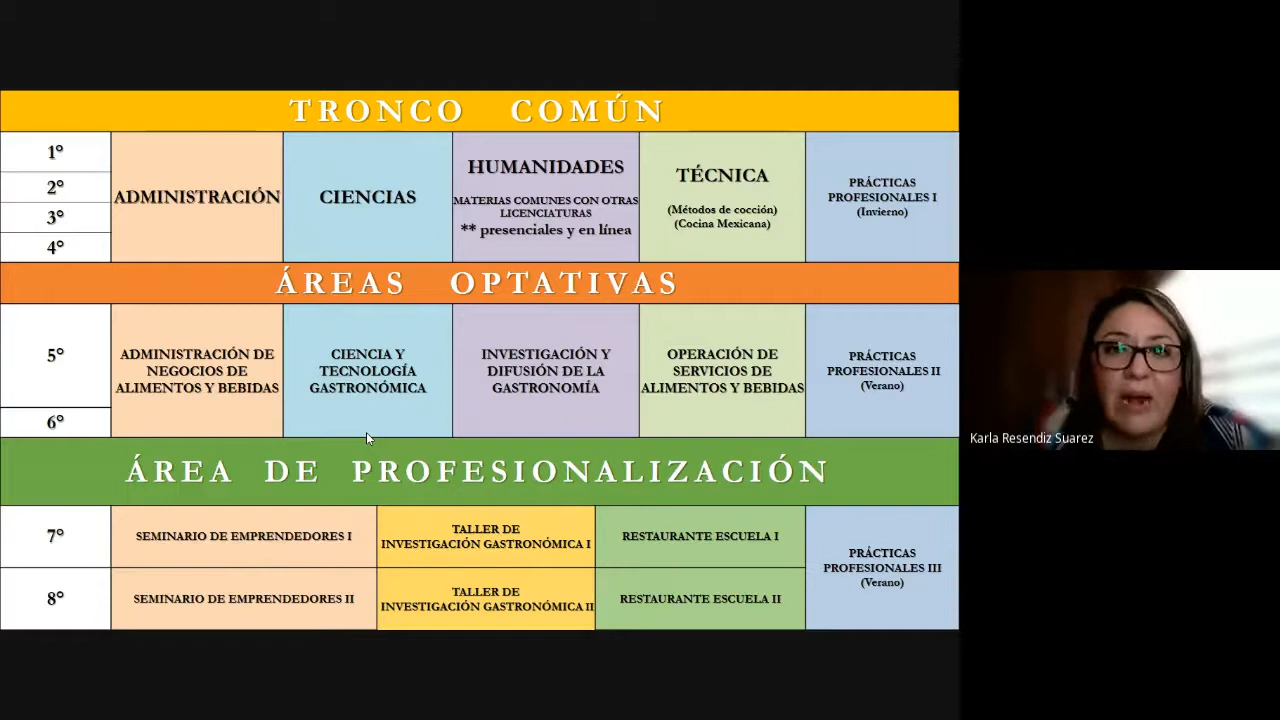 TRONCO COMÚN
1°
2°
3°
4°
ADMINISTRACIÓN
CIENCIAS
HUMANIDADES
MATERIAS COMUNES CON OTRAS
LICENCIATURAS
** presenciales y en línea
TÉCNICA
(Métodos de cocción)
(Cocina Mexicana)
PRÁCTICAS
PROFESIONALES I
(Invierno)
ÁREAS OPTATIVAS
5°
6°
ADMINISTRACIÓN DE
NEGOCIOS DE
ALIMENTOS Y BEBIDAS
CIENCIA Y
TECNOLOGÍA
GASTRONÓMICA
INVESTIGACIÓN Y
DIFUSIÓN DE LA
GASTRONOMÍA
OPERACIÓN DE
SERVICIOS DE
ALIMENTOS Y BEBIDAS
PRÁCTICAS
PROFESIONALES II
(Verano)
ÁREA DE PROFESIONALIZACIÓN
7°
SEMINARIO DE EMPRENDEDORES I
TALLER DE
INVESTIGACIÓN GASTRONÓMICA I
RESTAURANTE ESCUELA I
8°
SEMINARIO DE EMPRENDEDORES II
TALLER DE
INVESTIGACIÓN GASTRONÓMICA II
RESTAURANTE ESCUELA II
PRÁCTICAS
PROFESIONALES III
(Verano)
Karla Resendiz Suarez